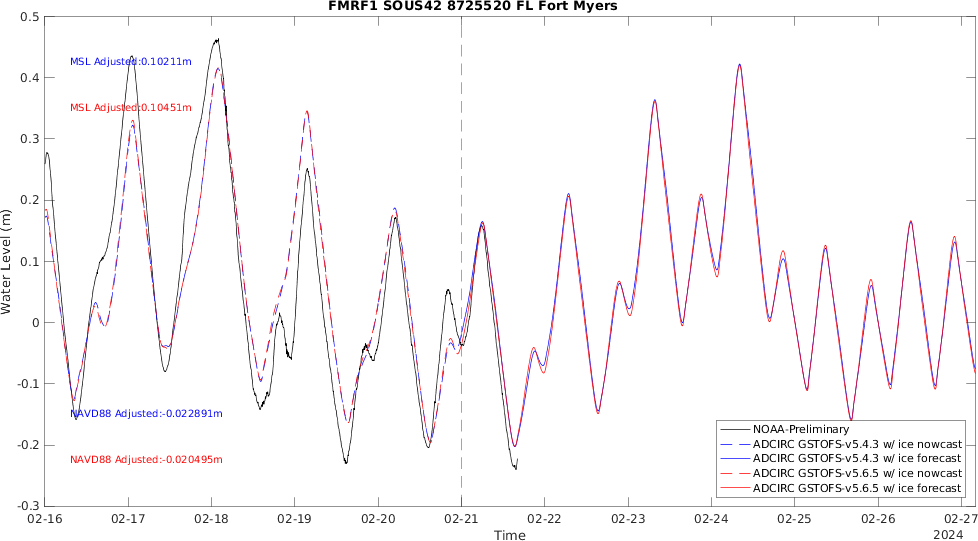 FMRF1 SOUS42 8725520 FL Fort Myers
0.5
0.4
0.3
0.2
0.1
0
-0.1
-0.2
-0.3
Water Level (m)
MSL Adjusted:0.10211m
MSL Adjusted:0.10451m
NAVD88 Adjusted:-0.022891m
NAVD88 Adjusted:-0.020495m
NOAA-Preliminary
ADCIRC GSTOFS-v5.4.3 w/ ice nowcast
ADCIRC GSTOFS-v5.4.3 w/ ice forecast
ADCIRC GSTOFS-v5.6.5 w/ ice nowcast
ADCIRC GSTOFS-v5.6.5 w/ ice forecast
02-16 02-17 02-18 02-19 02-20 02-21 02-22 02-23 02-24 02-25 02-26 02-27
Time
2024